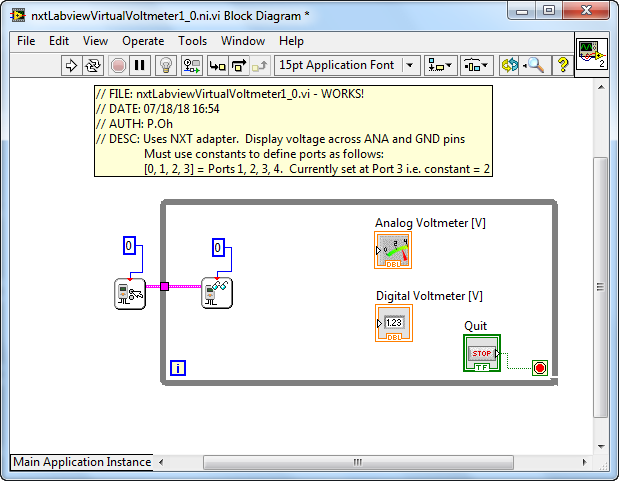 nxtLabviewVirtualVoltmeter1_0.ni.vi Block Diagram *
File Edit View Operate Tools Window Help
15pt Application Font
2
// FILE: nxtLabviewVirtualVoltmeter1_0.vi - WORKS!
// DATE: 07/18/18 16:54
// AUTH: P.Oh
// DESC: Uses NXT adapter. Display voltage across ANA and GND pins
Must use constants to define ports as follows:
[0, 1, 2, 3] = Ports 1, 2, 3, 4. Currently set at Port 3 i.e. constant = 2
Analog Voltmeter [V]
0 2 4
DBL
0
0
Digital Voltmeter [V]
1.23
DBL
Quit
STOP
TF
i
Main Application Instance